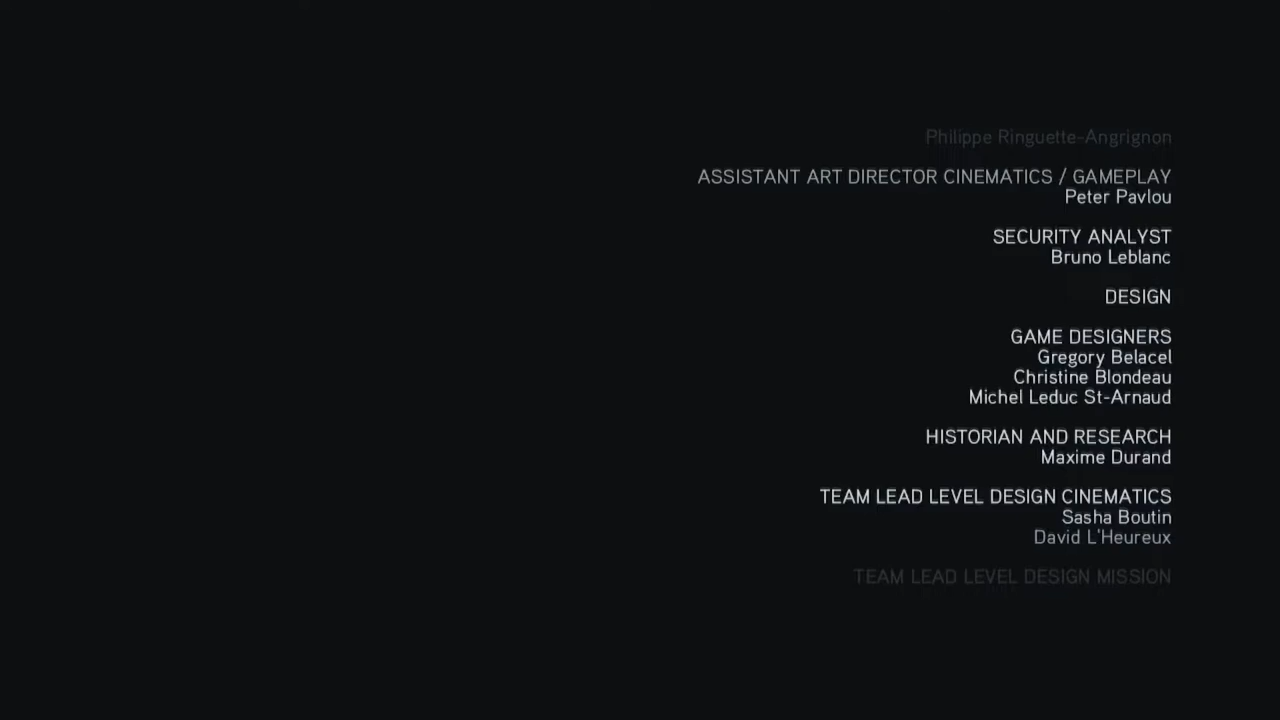 Philippe Ringuette-Angrignon
ASSISTANT ART DIRECTOR CINEMATICS / GAMEPLAY
Peter Pavlou
SECURITY ANALYST
Bruno Leblanc
DESIGN
GAME DESIGNERS
Gregory Belacel
Christine Blondeau
Michel Leduc St-Arnaud
HISTORIAN AND RESEARCH
Maxime Durand
TEAM LEAD LEVEL DESIGN CINEMATICS
Sasha Boutin
David L'Heureux
TEAM LEAD LEVEL DESIGN MISSION